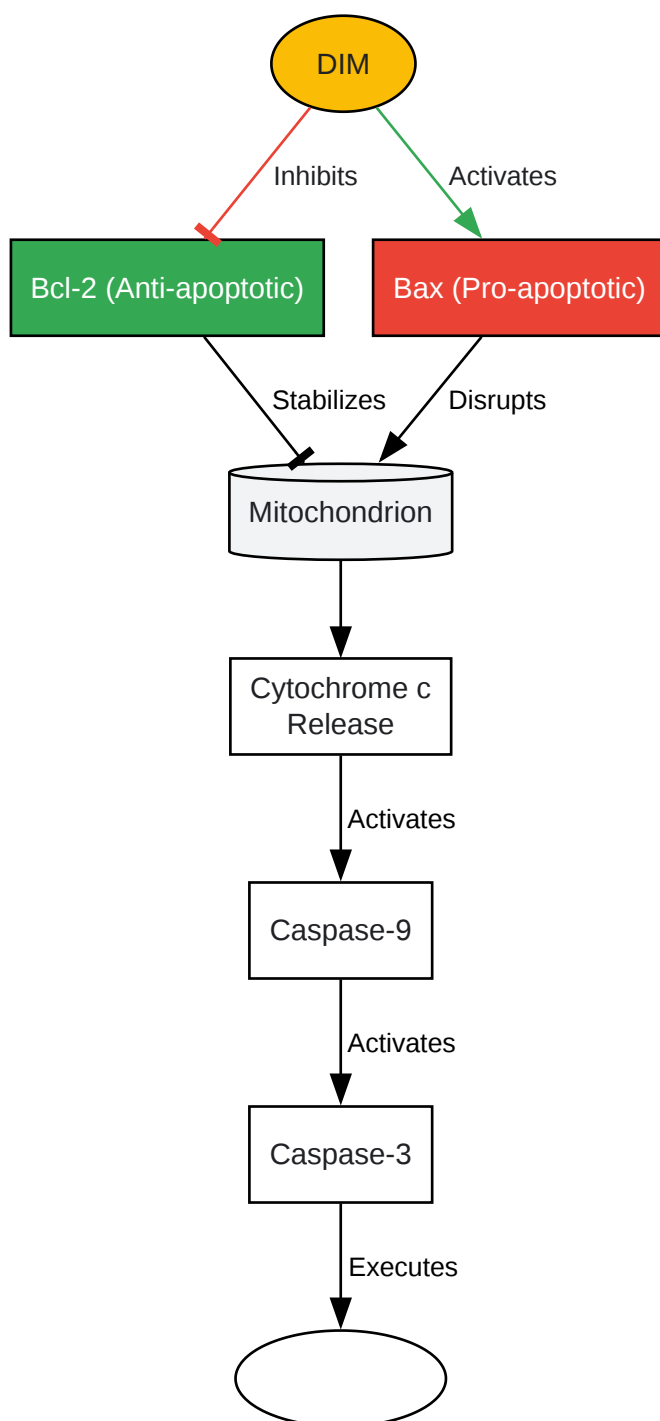 DIM
Inhibits
Activates
Bcl-2 (Anti-apoptotic)
Bax (Pro-apoptotic)
Stabilizes
Disrupts
Mitochondrion
Cytochrome c
Release
Activates
Caspase-9
Activates
Caspase-3
Executes